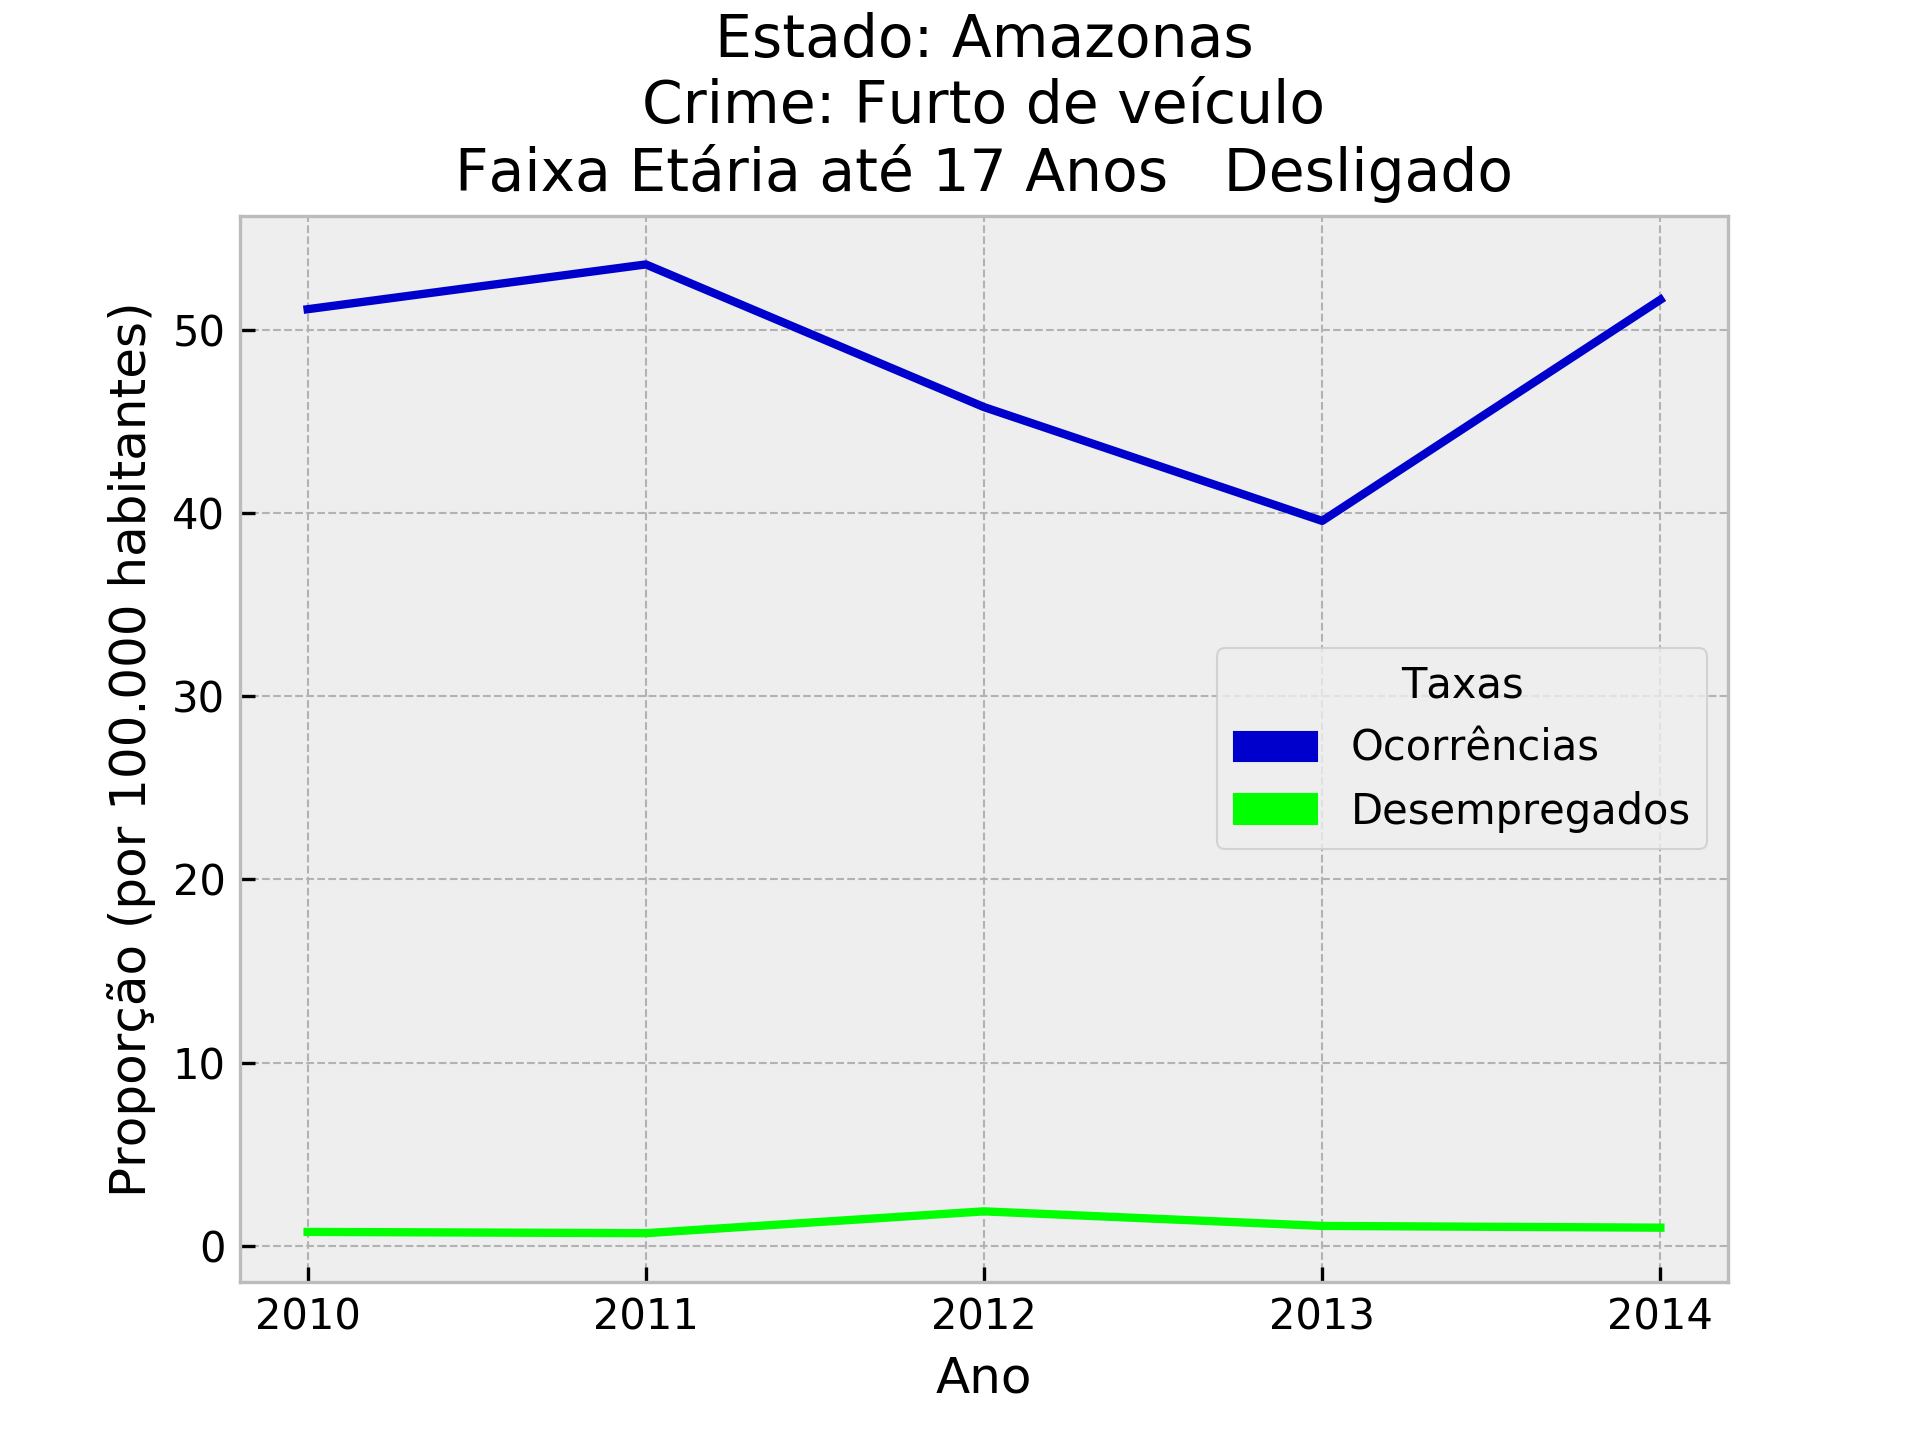 Estado: Amazonas
Crime: Furto de veículo
Faixa Etária até 17 Anos   Desligado
Proporção (por 100.000 habitantes)
50
40
30
20
10
0
Taxas
Ocorrências
Desempregados
2010
2011
2012
2013
2014
Ano